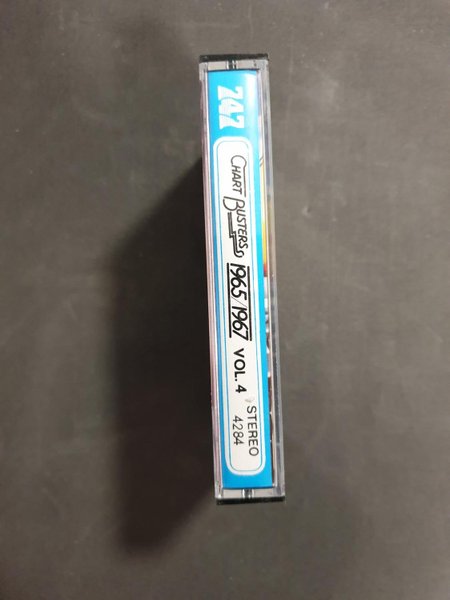 747
CHART BUSTERS
1965/1967
VOL. 4
STEREO
4284